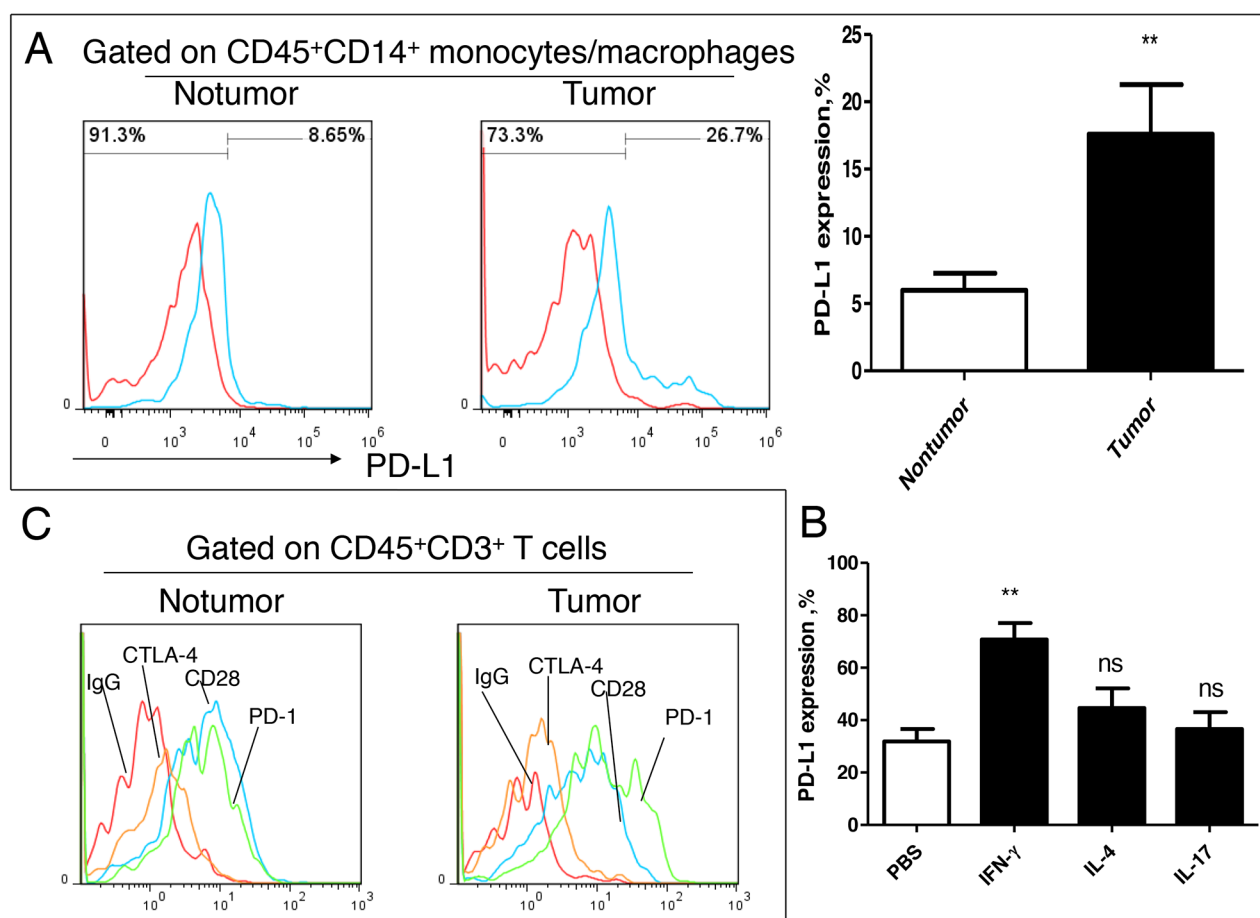 A
Gated on CD45⁺CD14⁺ monocytes/macrophages
Notumor
Tumor
91.3%
8.65%
73.3%
26.7%
0
0
0 10³ 10⁴ 10⁵ 10⁶
0 10³ 10⁴ 10⁵ 10⁶
PD-L1
PD-L1 expression,%
25
20
15
10
5
0
**
Nontumor
Tumor
C
Gated on CD45⁺CD3⁺ T cells
Notumor
Tumor
CTLA-4
IgG
CD28
PD-1
CTLA-4
IgG
CD28
PD-1
0
0
10⁰ 10¹ 10² 10³
10⁰ 10¹ 10² 10³
B
PD-L1 expression ,%
100
80
60
40
20
0
**
ns
ns
PBS
IFN-γ
IL-4
IL-17